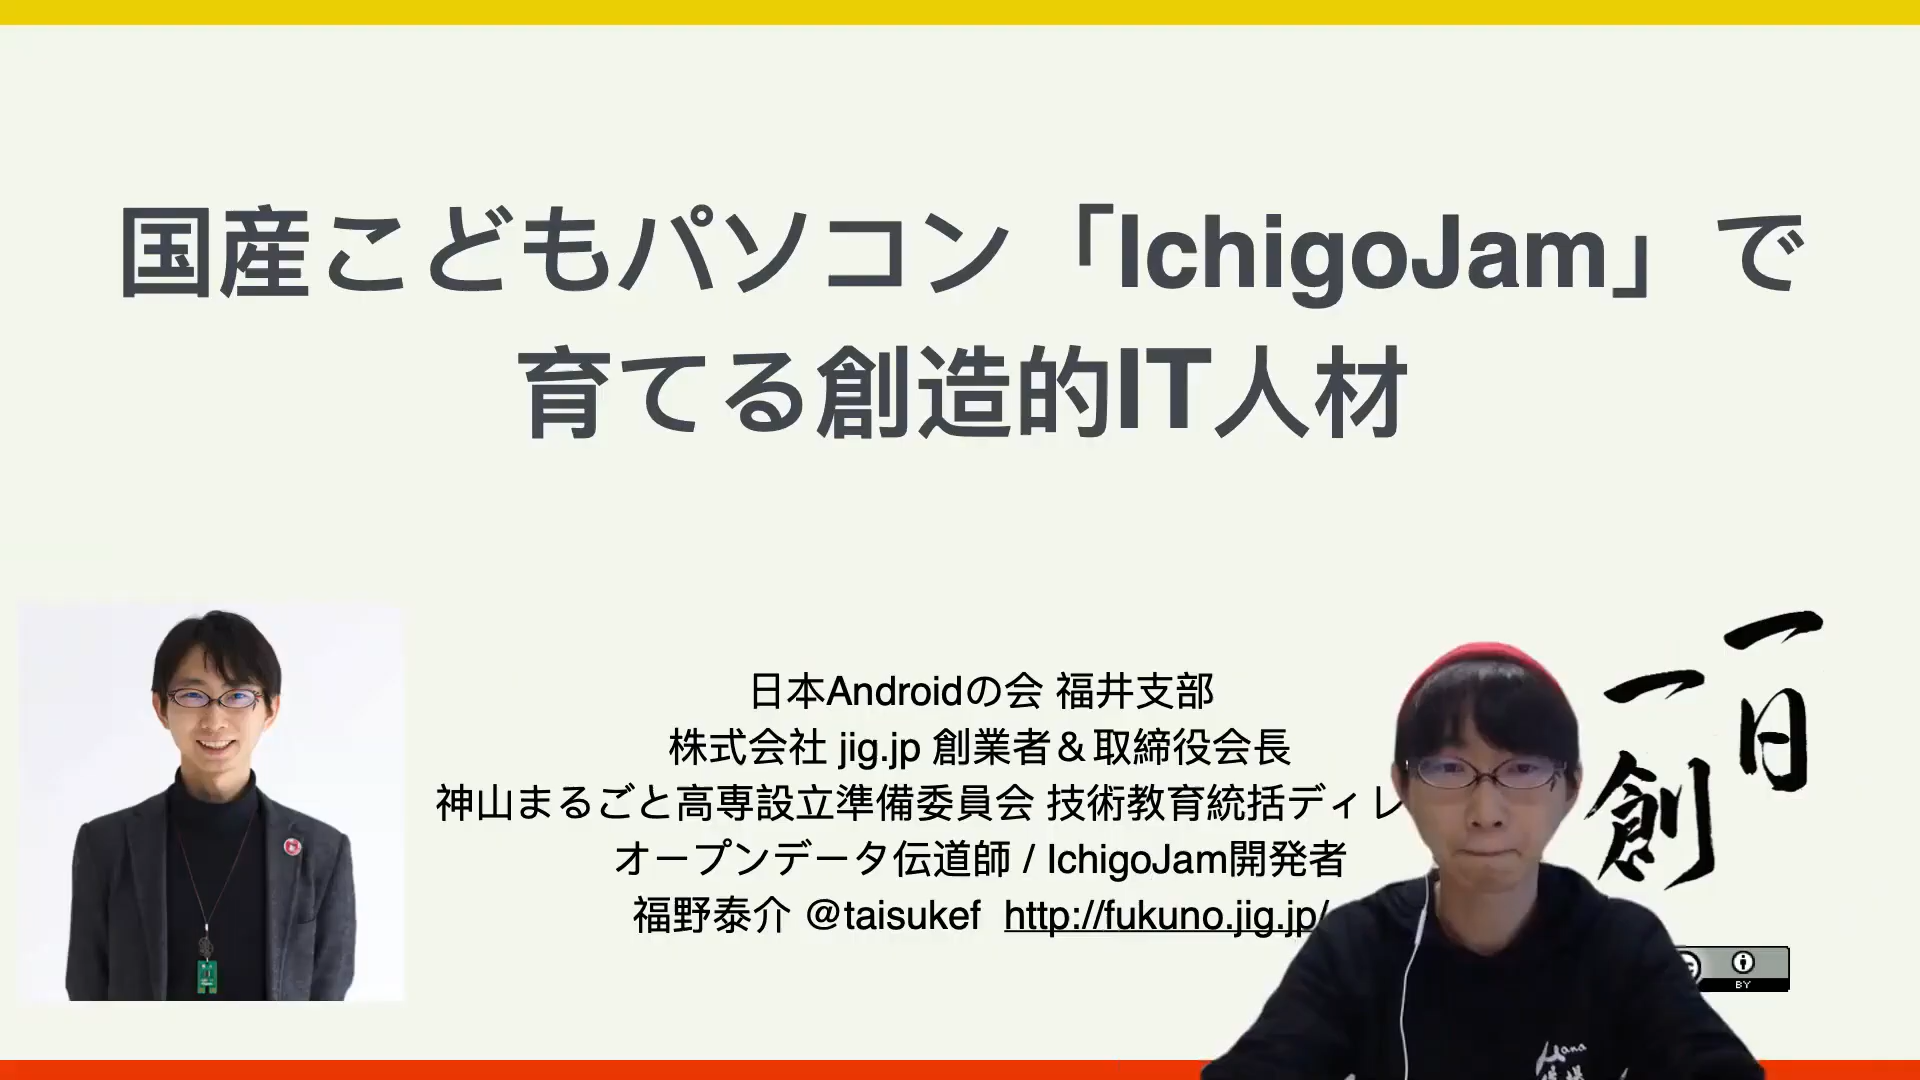 国産こどもパソコン「IchigoJam」で
育てる創造的IT人材
日本Androidの会 福井支部
株式会社 jig.jp 創業者＆取締役会長
神山まるごと高専設立準備委員会 技術教育統括ディレ
オープンデータ伝道師 / IchigoJam開発者
福野泰介 @taisukef http://fukuno.jig.jp/
一日
一創
BY
Hana